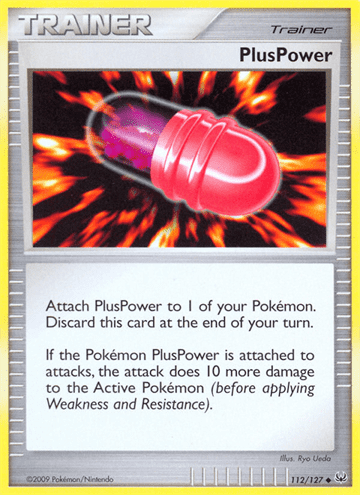 TRAINER
Trainer
PlusPower
Attach PlusPower to 1 of your Pokémon.
Discard this card at the end of your turn.
If the Pokémon PlusPower is attached to
attacks, the attack does 10 more damage
to the Active Pokémon (before applying
Weakness and Resistance).
Illus. Ryo Ueda
©2009 Pokémon/Nintendo
112/127